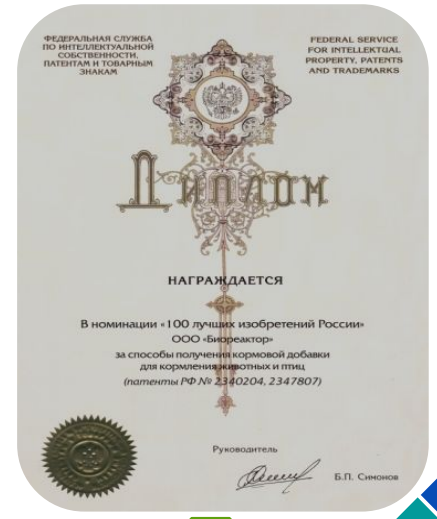 ФЕДЕРАЛЬНАЯ СЛУЖБА
ПО ИНТЕЛЛЕКТУАЛЬНОЙ
СОБСТВЕННОСТИ,
ПАТЕНТАМ И ТОВАРНЫМ
ЗНАКАМ
FEDERAL SERVICE
FOR INTELLEKTUAL
PROPERTY, PATENTS
AND TRADEMARKS
ДИПЛОМ
НАГРАЖДАЕТСЯ
В номинации «100 лучших изобретений России»
ООО «Биореактор»
за способы получения кормовой добавки
для кормления животных и птиц
(патенты РФ № 2340204, 2347807)
Руководитель
Б.П. Симонов